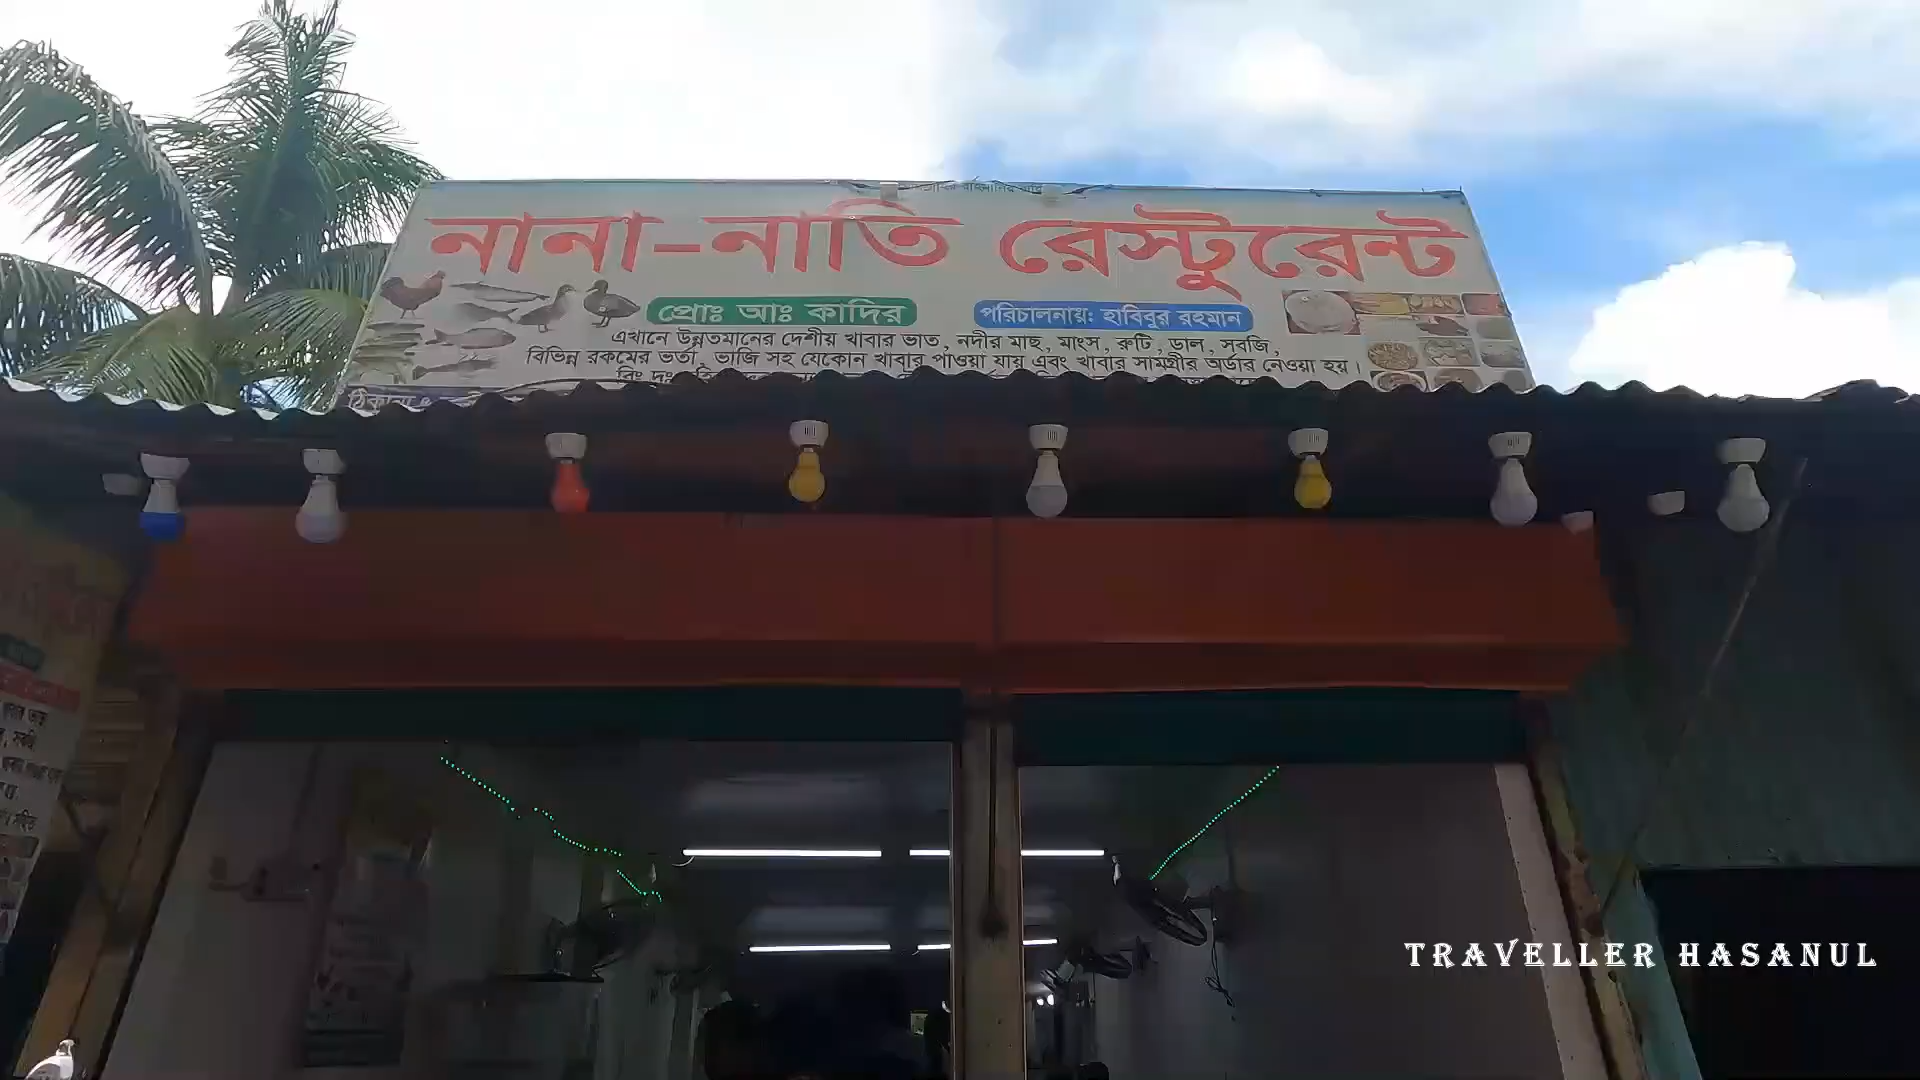 নানা-নাতি রেস্টুরেন্ট
প্রোঃ আঃ কাদির
পরিচালনায়: হাবিবুর রহমান
এখানে উন্নতমানের দেশীয় খাবার ভাত, নদীর মাছ, মাংস, রুটি, ডাল, সবজি,
বিভিন্ন রকমের ভর্তা, ভাজি সহ যেকোন খাবার পাওয়া যায় এবং খাবার সামগ্রীর অর্ডার নেওয়া হয়।
ঠিকানা
TRAVELLER HASANUL